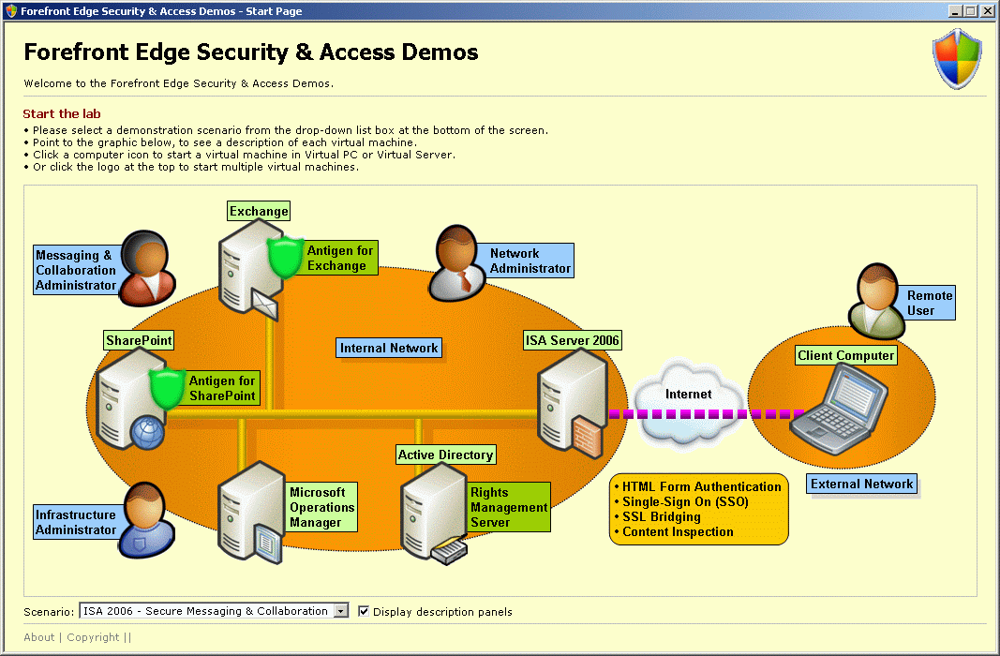 Forefront Edge Security & Access Demos - Start Page
Forefront Edge Security & Access Demos
Welcome to the Forefront Edge Security & Access Demos.
Start the lab
• Please select a demonstration scenario from the drop-down list box at the bottom of the screen.
• Point to the graphic below, to see a description of each virtual machine.
• Click a computer icon to start a virtual machine in Virtual PC or Virtual Server.
• Or click the logo at the top to start multiple virtual machines.
Exchange
Antigen for
Exchange
Messaging &
Collaboration
Administrator
Network
Administrator
Remote
User
SharePoint
Antigen for
SharePoint
Internal Network
ISA Server 2006
Internet
Client Computer
Active Directory
Rights
Management
Server
Microsoft
Operations
Manager
Infrastructure
Administrator
• HTML Form Authentication
• Single-Sign On (SSO)
• SSL Bridging
• Content Inspection
External Network
Scenario: ISA 2006 - Secure Messaging & Collaboration Display description panels
About | Copyright ||